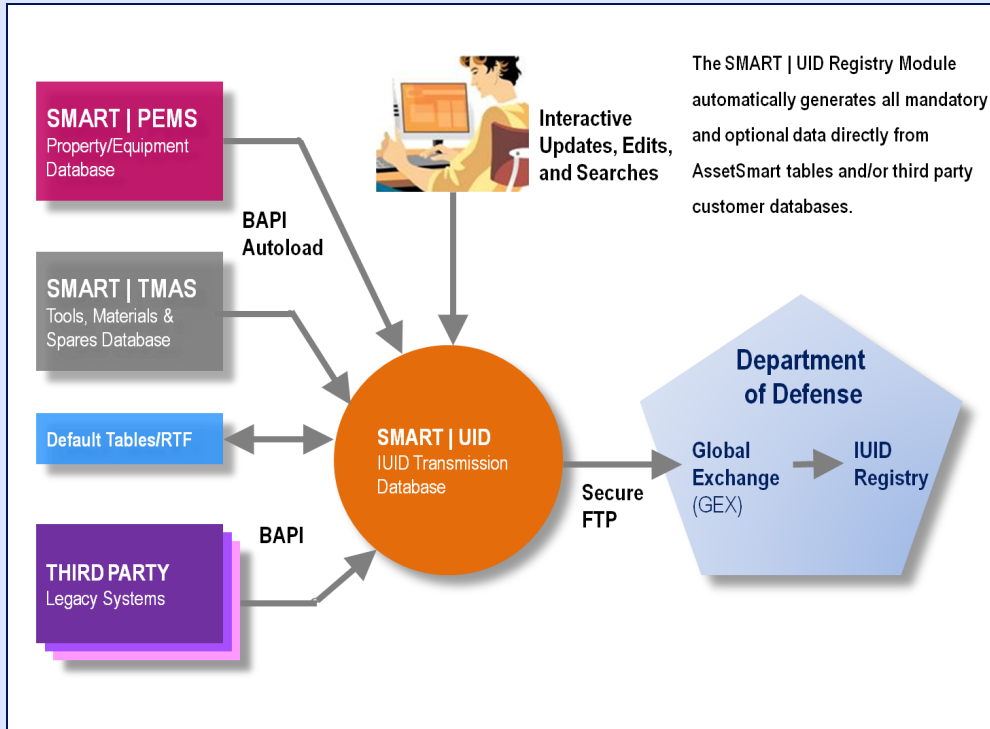 SMART | PEMS
Property/Equipment
Database
BAPI
Autoload
SMART | TMAS
Tools, Materials &
Spares Database
Default Tables/RTF
THIRD PARTY
Legacy Systems
BAPI
Interactive
Updates, Edits,
and Searches
The SMART | UID Registry Module
automatically generates all mandatory
and optional data directly from
AssetSmart tables and/or third party
customer databases.
SMART | UID
IUID Transmission
Database
Secure
FTP
Department
of Defense
Global
Exchange
(GEX)
IUID
Registry